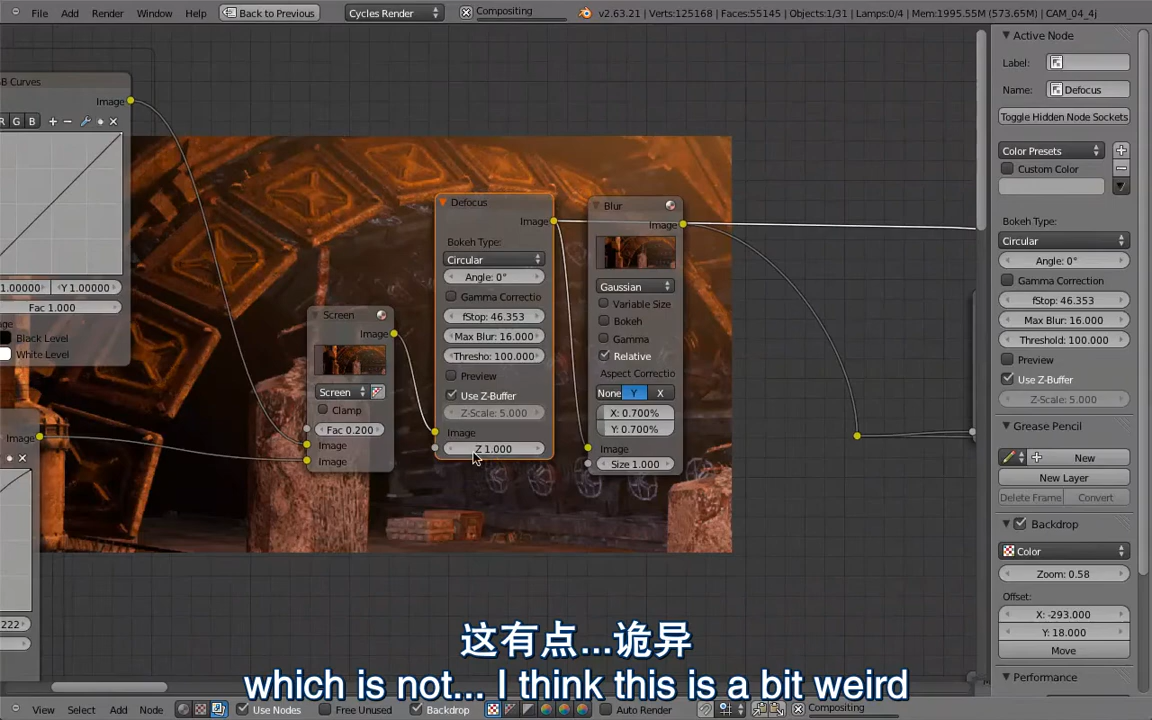 File Add Render Window Help Back to Previous Cycles Render Compositing v2.63.21 | Verts:125168 | Faces:55145 | Objects:1/31 | Lamps:0/4 | Mem:1995.55M (573.65M) | CAM_04_4j
B Curves
Image
R G B
1.00000 Y 1.00000
Fac 1.000
Black Level
White Level
Image
222
Screen
Image
Screen
Clamp
Fac 0.200
Image
Image
Defocus
Image
Bokeh Type:
Circular
Angle: 0°
Gamma Correctio
fStop: 46.353
Max Blur: 16.000
Thresho: 100.000
Preview
Use Z-Buffer
Z-Scale: 5.000
Image
Z 1.000
Blur
Image
Gaussian
Variable Size
Bokeh
Gamma
Relative
Aspect Correctio
None Y X
X: 0.700%
Y: 0.700%
Image
Size 1.000
Active Node
Label:
Name: Defocus
Toggle Hidden Node Sockets
Color Presets
Custom Color
Bokeh Type:
Circular
Angle: 0°
Gamma Correction
fStop: 46.353
Max Blur: 16.000
Threshold: 100.000
Preview
Use Z-Buffer
Z-Scale: 5.000
Grease Pencil
New
New Layer
Delete Frame Convert
Backdrop
Color
Zoom: 0.58
Offset:
X: -293.000
Y: 18.000
Move
Performance
这有点...诡异
which is not... I think this is a bit weird
View Select Add Node Use Nodes Free Unused Backdrop Auto Render Compositing